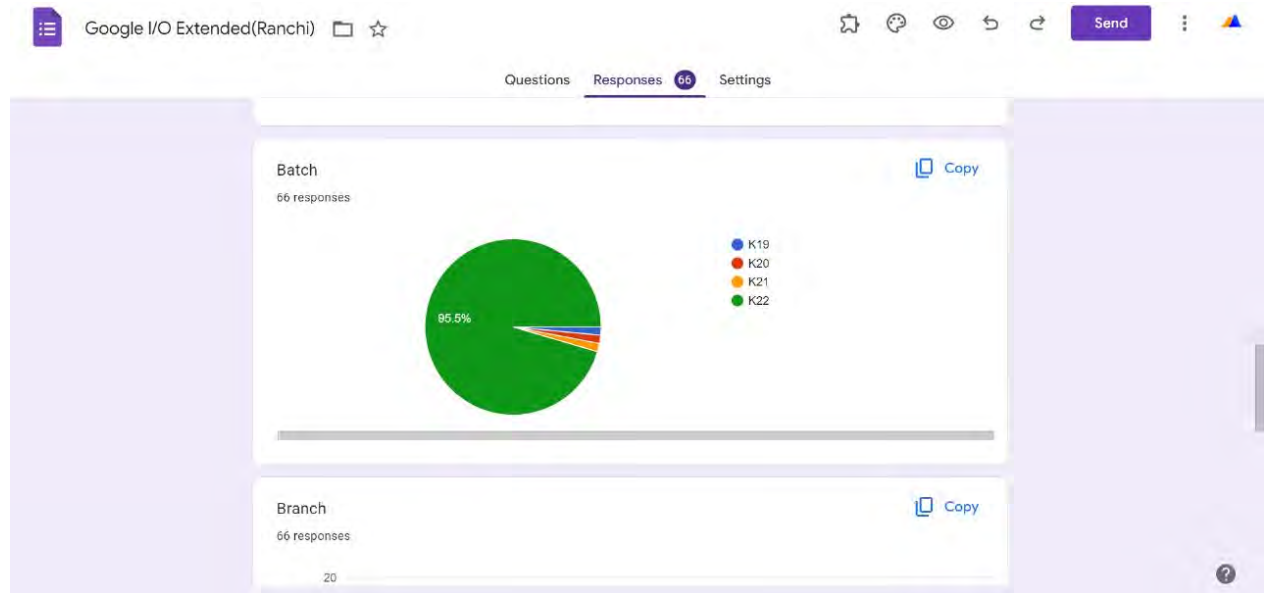 Google I/O Extended(Ranchi)
Send
Questions Responses 66 Settings
Batch
Copy
66 responses
K19
K20
K21
K22
95.5%
Branch
Copy
66 responses
20
?